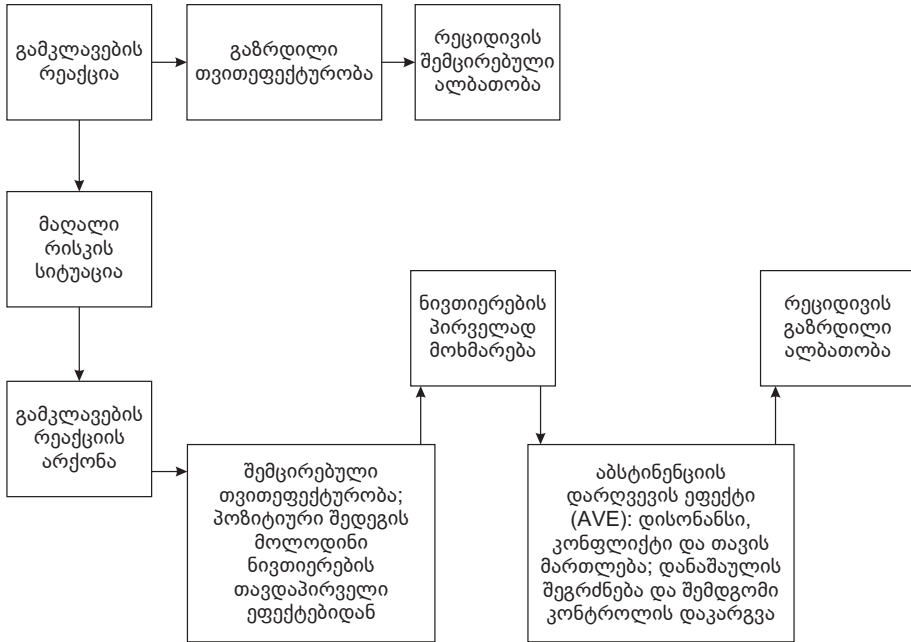 გამკლავების
რეაქცია
გაზრდილი
თვითეფექტურობა
რეციდივის
შემცირებული
ალბათობა
მაღალი
რისკის
სიტუაცია
გამკლავების
რეაქციის
არქონა
შემცირებული
თვითეფექტურობა;
პოზიტიური შედეგის
მოლოდინი
ნივთიერების
თავდაპირველი
ეფექტებიდან
ნივთიერების
პირველად
მოხმარება
აბსტინენციის
დარღვევის ეფექტი
(AVE): დისონანსი,
კონფლიქტი და თავის
მართლება; დანაშაულის
შეგრძნება და შემდგომი
კონტროლის დაკარგვა
რეციდივის
გაზრდილი
ალბათობა